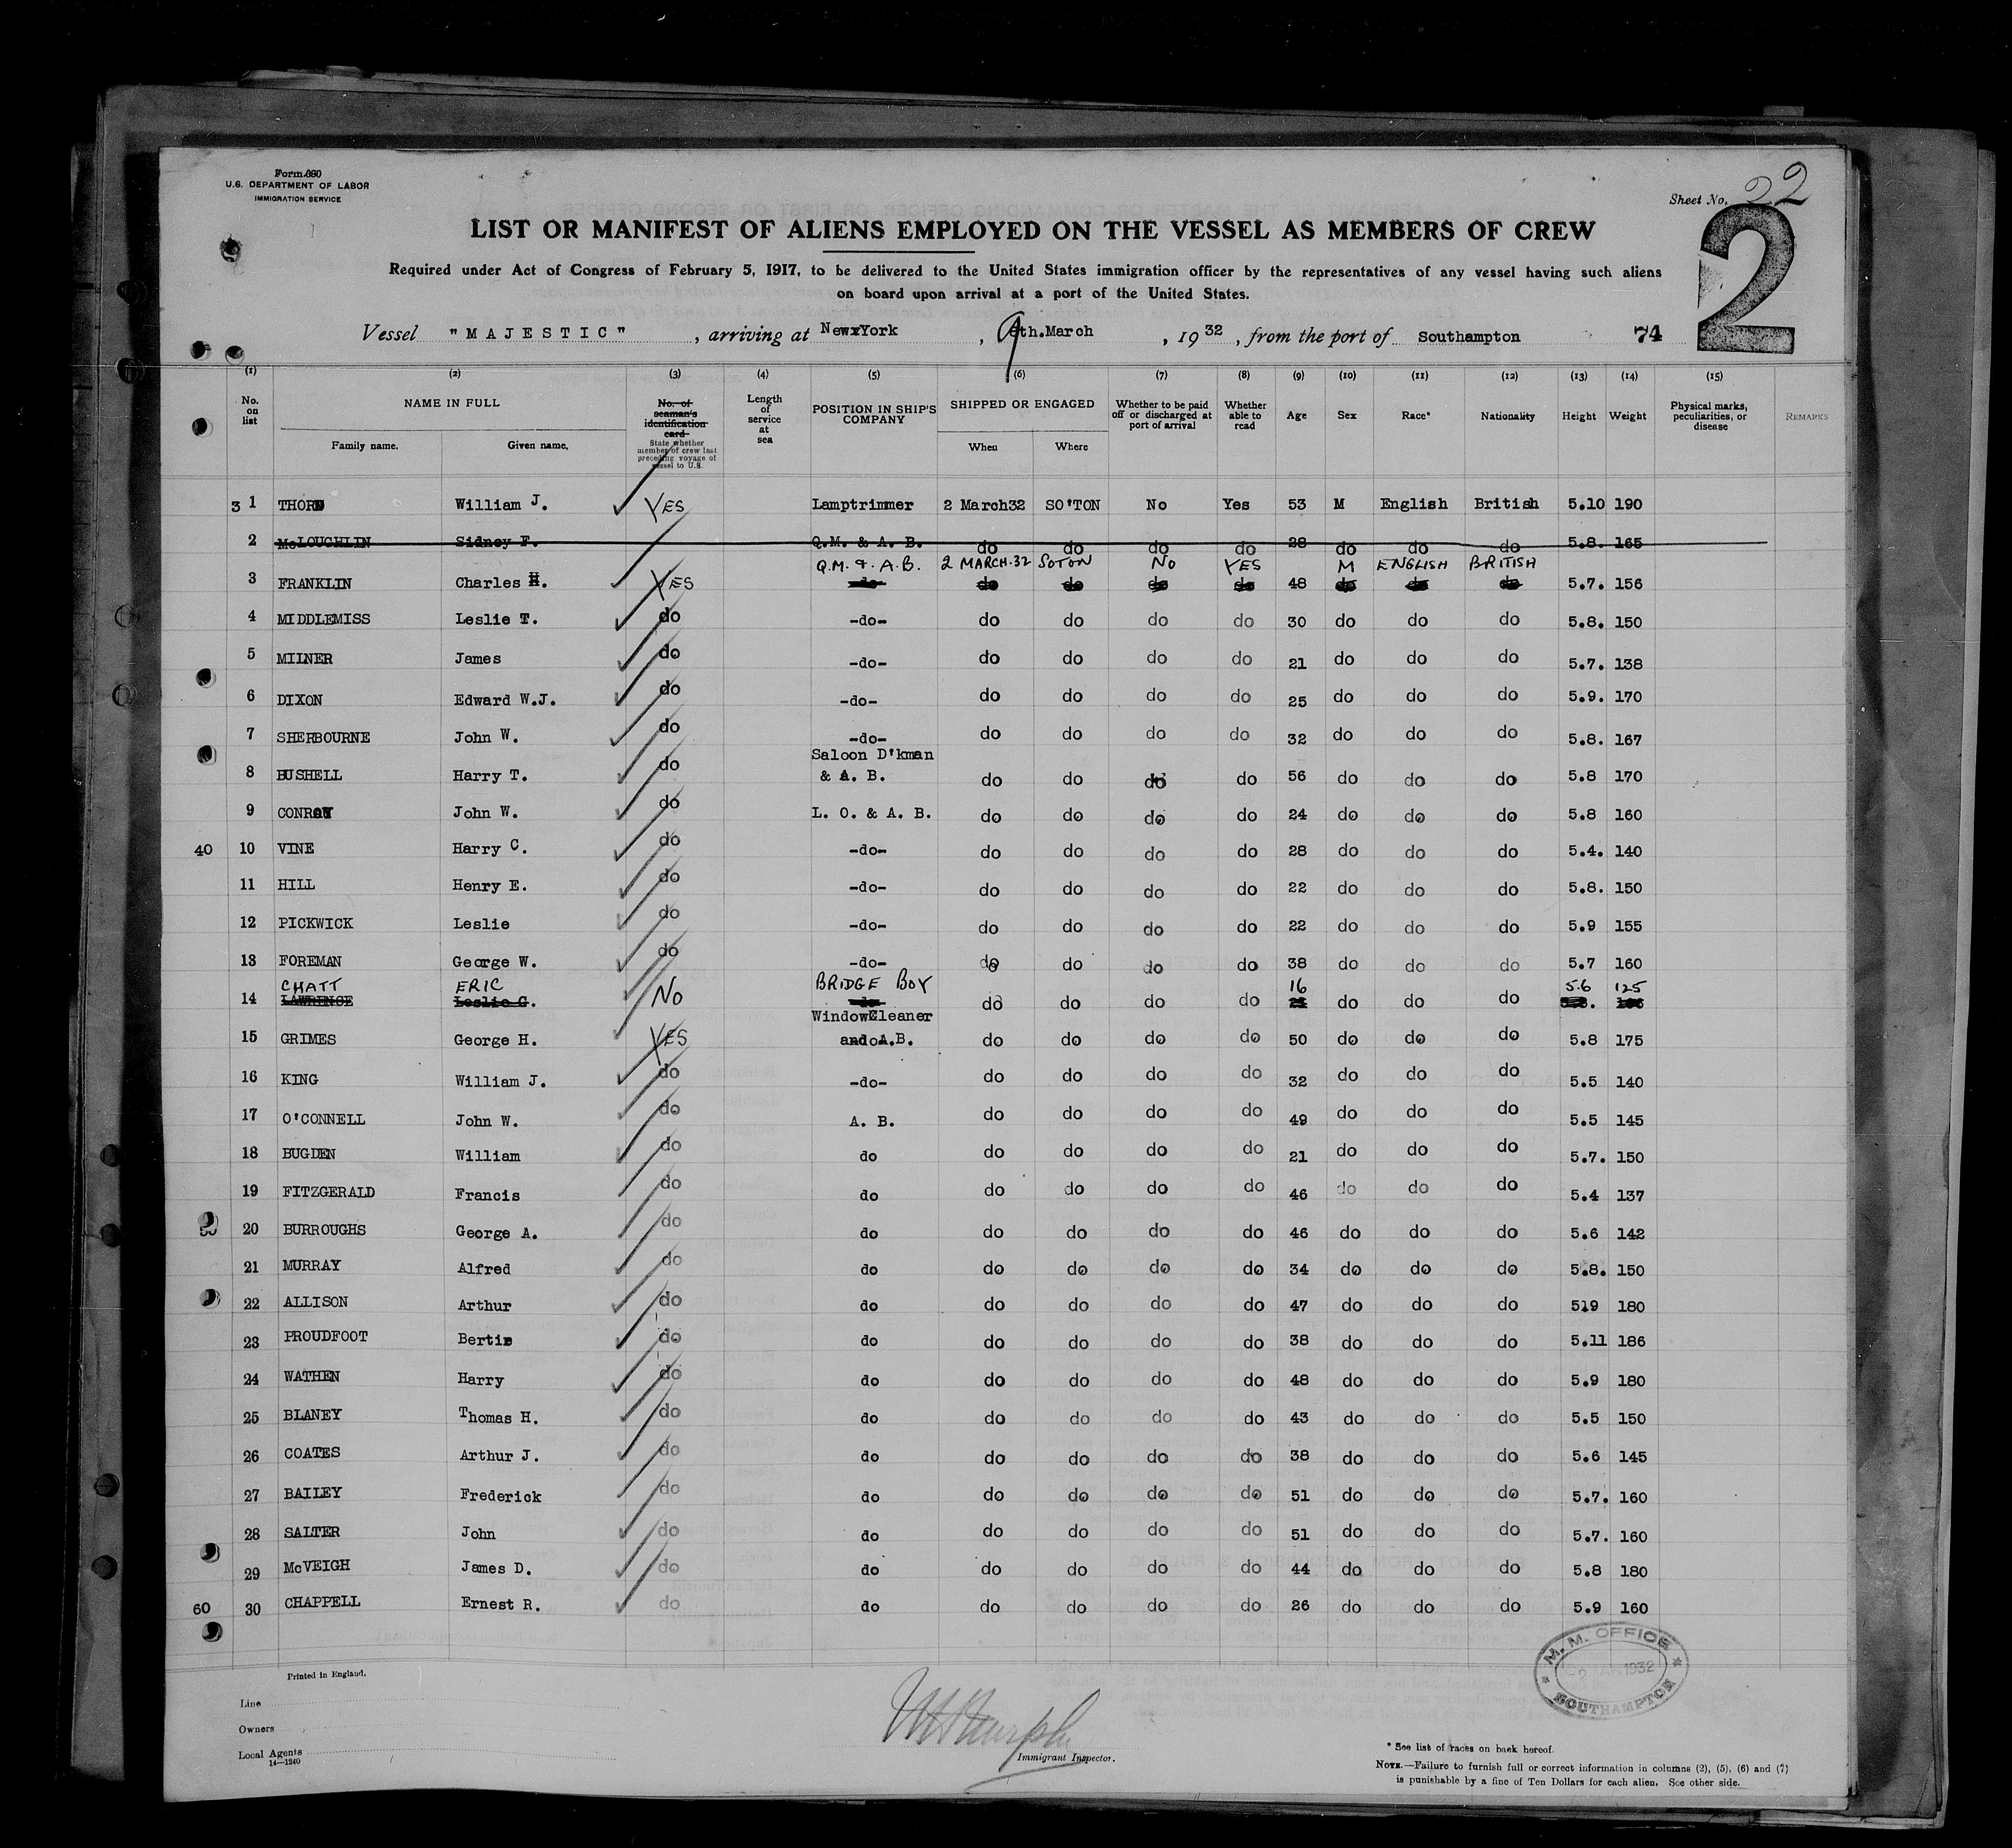 Form 680
U.S. DEPARTMENT OF LABOR
IMMIGRATION SERVICE
Sheet No. 22
2
LIST OR MANIFEST OF ALIENS EMPLOYED ON THE VESSEL AS MEMBERS OF CREW
Required under Act of Congress of February 5, 1917, to be delivered to the United States immigration officer by the representatives of any vessel having such aliens
on board upon arrival at a port of the United States.
Vessel "MAJESTIC", arriving at New York, 9th. March, 1932, from the port of Southampton 74
(1) (2) (3) (4) (5) (6) (7) (8) (9) (10) (11) (12) (13) (14) (15)
No. on list NAME IN FULL Family name. Given name. No. of seaman's identification card State whether member of crew last preceding voyage of vessel to U.S. Length of service at sea POSITION IN SHIP'S COMPANY SHIPPED OR ENGAGED When Where Whether to be paid off or discharged at port of arrival Whether able to read Age Sex Race* Nationality Height Weight Physical marks, peculiarities, or disease REMARKS
3 1 THORN William J. YES Lamptrimmer 2 March32 SO'TON No Yes 53 M English British 5.10 190
2 McLOUGHLIN Sidney F. Q.M. & A. B. do do do do 28 do do do 5.8. 165
Q.M. & A.B. 2 MARCH.32 SOTON NO YES M ENGLISH BRITISH
3 FRANKLIN Charles H. YES do do do do do 48 do do do 5.7. 156
4 MIDDLEMISS Leslie T. do -do- do do do do 30 do do do 5.8. 150
5 MILNER James do -do- do do do do 21 do do do 5.7. 138
6 DIXON Edward W.J. do -do- do do do do 25 do do do 5.9. 170
7 SHERBOURNE John W. do -do- do do do do 32 do do do 5.8. 167
Saloon D'kman
8 BUSHELL Harry T. do & A. B. do do do do 56 do do do 5.8 170
9 CONROY John W. do L. O. & A. B. do do do do 24 do do do 5.8 160
40 10 VINE Harry C. do -do- do do do do 28 do do do 5.4. 140
11 HILL Henry E. do -do- do do do do 22 do do do 5.8. 150
12 PICKWICK Leslie do -do- do do do do 22 do do do 5.9 155
13 FOREMAN George W. do -do- do do do do 38 do do do 5.7 160
CHATT ERIC BRIDGE BOY 16 5.6 125
14 LAWRENCE Leslie G. No do do do do do do do do
Window Cleaner
15 GRIMES George H. YES and A.B. do do do do 50 do do do 5.8 175
16 KING William J. do -do- do do do do 32 do do do 5.5 140
17 O'CONNELL John W. do A. B. do do do do 49 do do do 5.5 145
18 BUGDEN William do do do do do do 21 do do do 5.7. 150
19 FITZGERALD Francis do do do do do do 46 do do do 5.4 137
20 BURROUGHS George A. do do do do do do 46 do do do 5.6 142
21 MURRAY Alfred do do do do do do 34 do do do 5.8. 150
22 ALLISON Arthur do do do do do do 47 do do do 519 180
23 PROUDFOOT Bertie do do do do do do 38 do do do 5.11 186
24 WATHEN Harry do do do do do do 48 do do do 5.9 180
25 BLANEY Thomas H. do do do do do do 43 do do do 5.5 150
26 COATES Arthur J. do do do do do do 38 do do do 5.6 145
27 BAILEY Frederick do do do do do do 51 do do do 5.7. 160
28 SALTER John do do do do do do 51 do do do 5.7. 160
29 McVEIGH James D. do do do do do do 44 do do do 5.8 180
60 30 CHAPPELL Ernest R. do do do do do do 26 do do do 5.9 160
M. M. OFFICE
1932
SOUTHAMPTON
Printed in England.
Line
Owners
Local Agents
14—1240
Immigrant Inspector.
* See list of races on back hereof.
NOTE.—Failure to furnish full or correct information in columns (2), (5), (6) and (7)
is punishable by a fine of Ten Dollars for each alien. See other side.